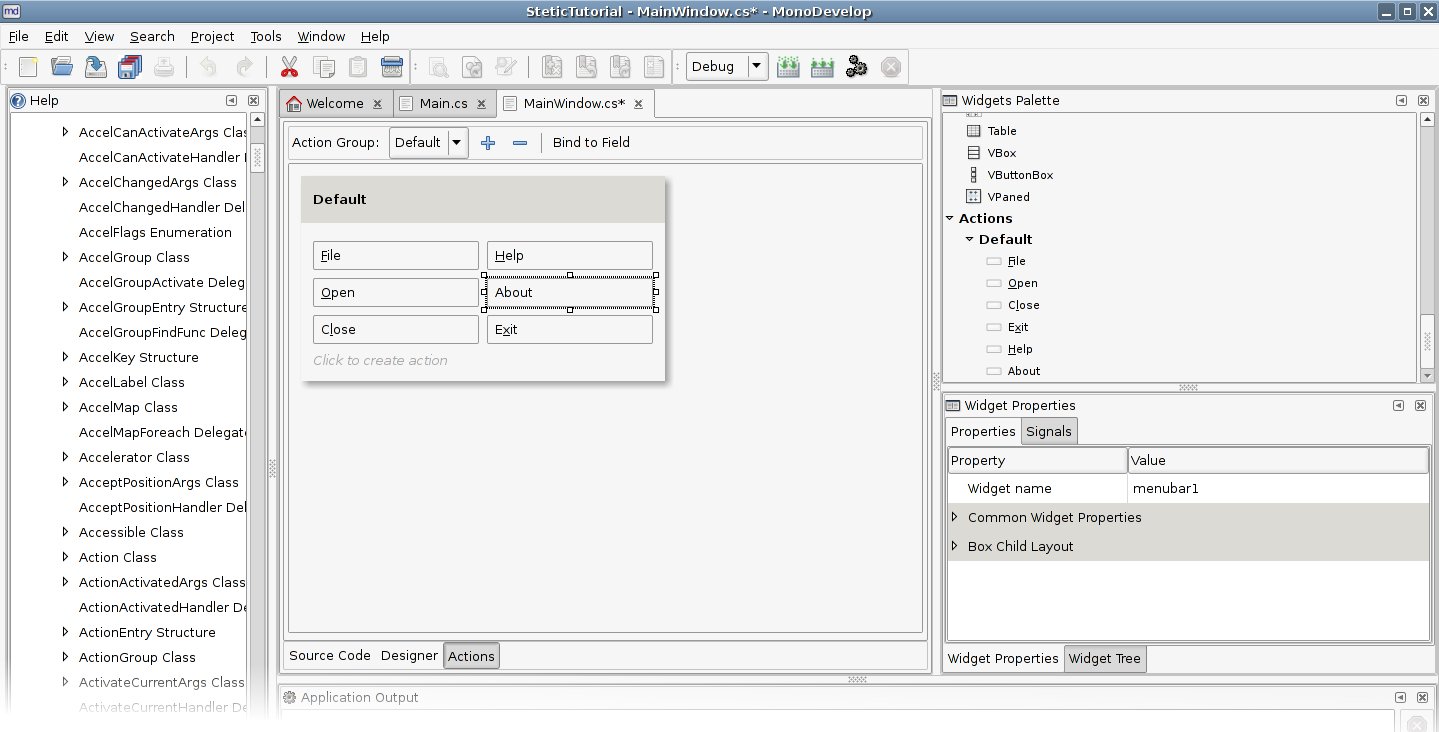 md
SteticTutorial - MainWindow.cs* - MonoDevelop
File Edit View Search Project Tools Window Help
Debug
Help
AccelCanActivateArgs Clas
AccelCanActivateHandler
AccelChangedArgs Class
AccelChangedHandler Del
AccelFlags Enumeration
AccelGroup Class
AccelGroupActivate Deleg
AccelGroupEntry Structure
AccelGroupFindFunc Deleg
AccelKey Structure
AccelLabel Class
AccelMap Class
AccelMapForeach Delegat
Accelerator Class
AcceptPositionArgs Class
AcceptPositionHandler Del
Accessible Class
Action Class
ActionActivatedArgs Class
ActionActivatedHandler De
ActionEntry Structure
ActionGroup Class
ActivateCurrentArgs Class
ActivateCurrentHandler De
Welcome Main.cs MainWindow.cs*
Action Group: Default Bind to Field
Default
File Help
Open About
Close Exit
Click to create action
Source Code Designer Actions
Application Output
Widgets Palette
Table
VBox
VButtonBox
VPaned
Actions
Default
File
Open
Close
Exit
Help
About
Widget Properties
Properties Signals
Property Value
Widget name menubar1
Common Widget Properties
Box Child Layout
Widget Properties Widget Tree